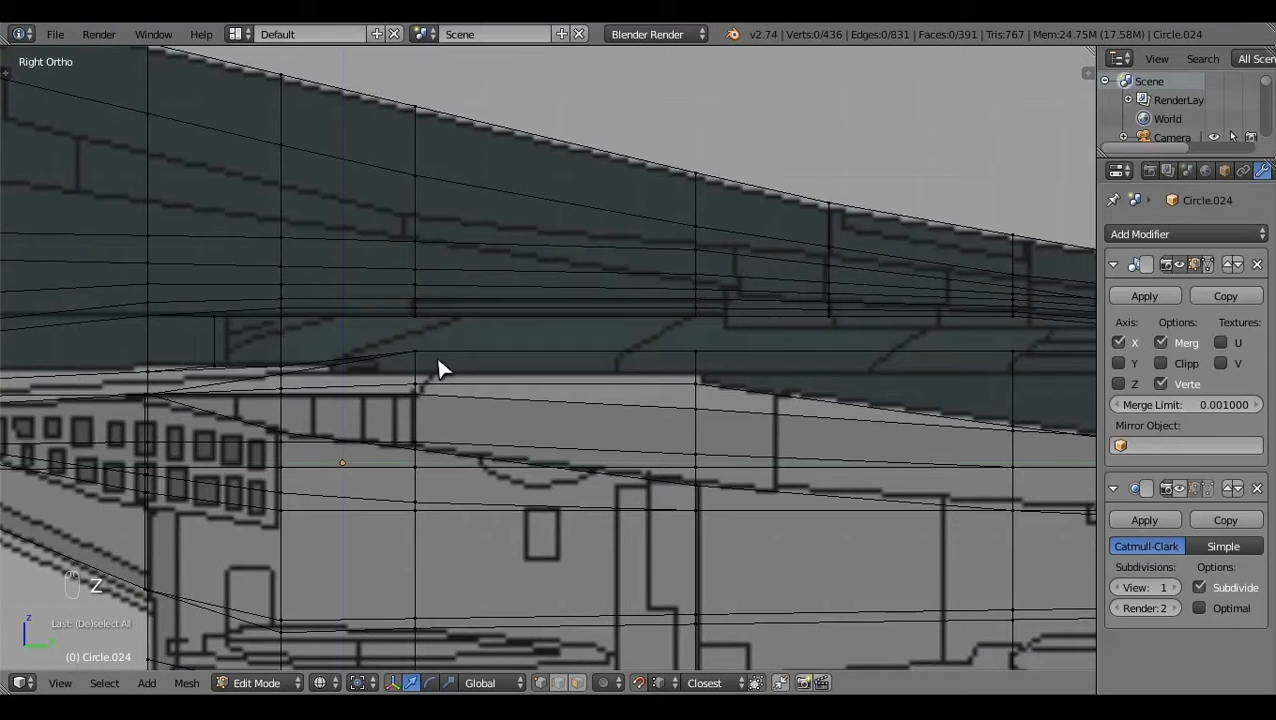 File Render Window Help Default Scene Blender Render v2.74 | Verts:0/436 | Edges:0/831 | Faces:0/391 | Tris:767 | Mem:24.75M (17.58M) | Circle.024
Right Ortho
View Search All Scen
Scene
RenderLay
World
Camera
Circle.024
Add Modifier
Apply Copy
Axis: Options: Textures:
X Merg U
Y Clipp V
Z Verte
Merge Limit: 0.001000
Mirror Object:
Apply Copy
Catmull-Clark Simple
Subdivisions: Options:
View: 1 Subdivide
Render: 2 Optimal
Z
Last: (De)select All
z
y
(0) Circle.024
View Select Add Mesh Edit Mode Global Closest